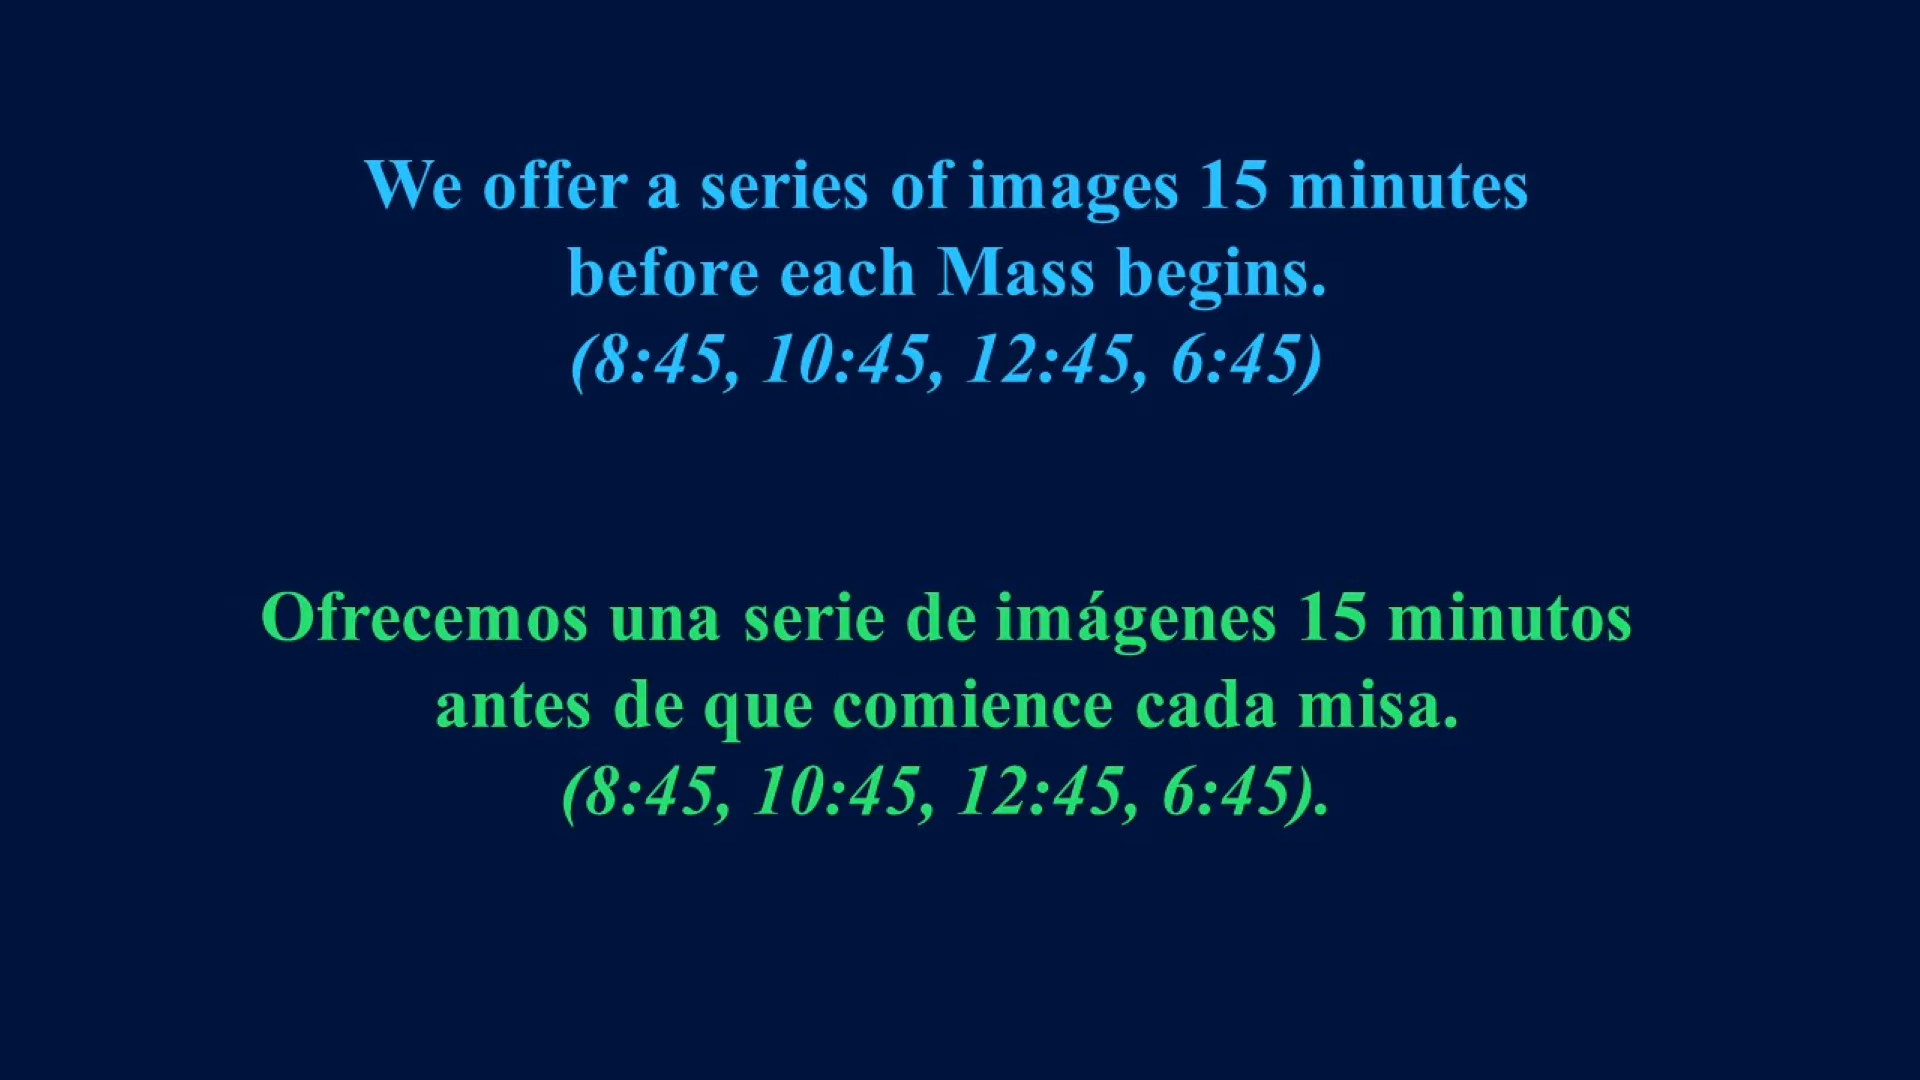 We offer a series of images 15 minutes
before each Mass begins.
(8:45, 10:45, 12:45, 6:45)
Ofrecemos una serie de imágenes 15 minutos
antes de que comience cada misa.
(8:45, 10:45, 12:45, 6:45).